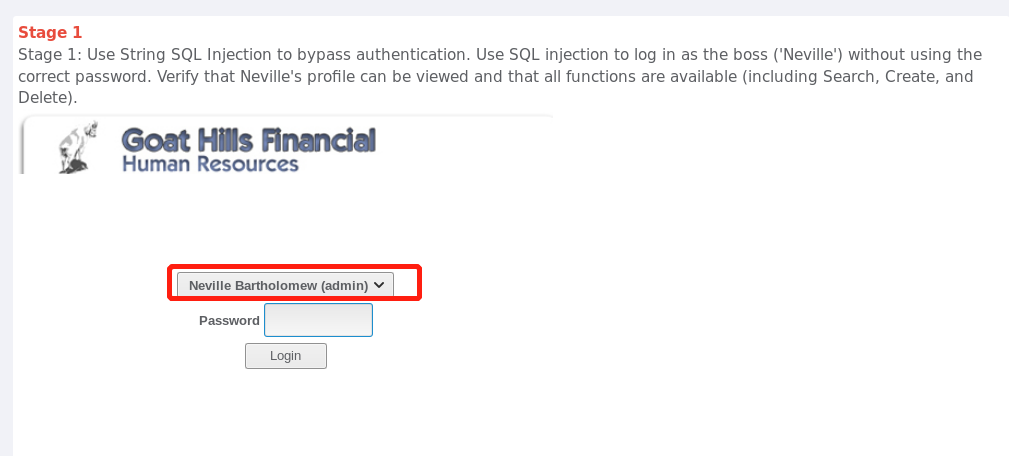 Stage 1
Stage 1: Use String SQL Injection to bypass authentication. Use SQL injection to log in as the boss ('Neville') without using the
correct password. Verify that Neville's profile can be viewed and that all functions are available (including Search, Create, and
Delete).
Goat Hills Financial
Human Resources
Neville Bartholomew (admin)
Password
Login